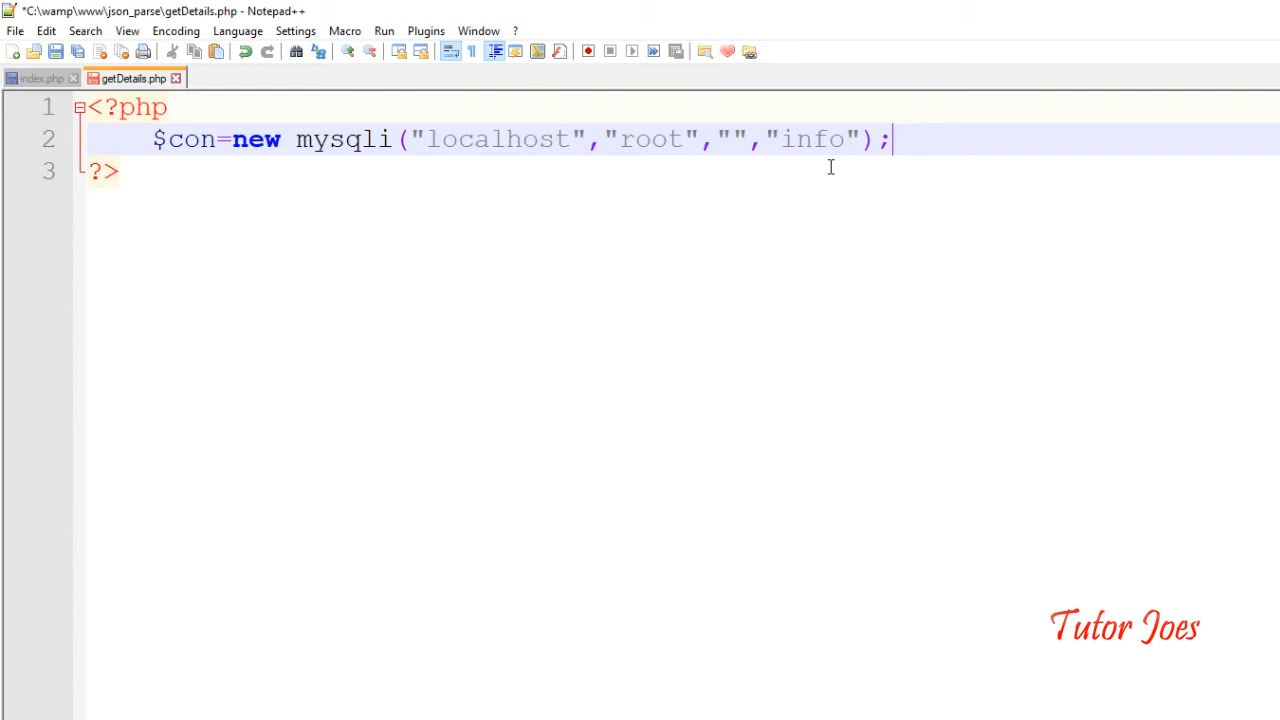 *C:\wamp\www\json_parse\getDetails.php - Notepad++
File Edit Search View Encoding Language Settings Macro Run Plugins Window ?
index.php getDetails.php
1 <?php
2 $con=new mysqli("localhost","root","","info");
3 ?>
Tutor Joes